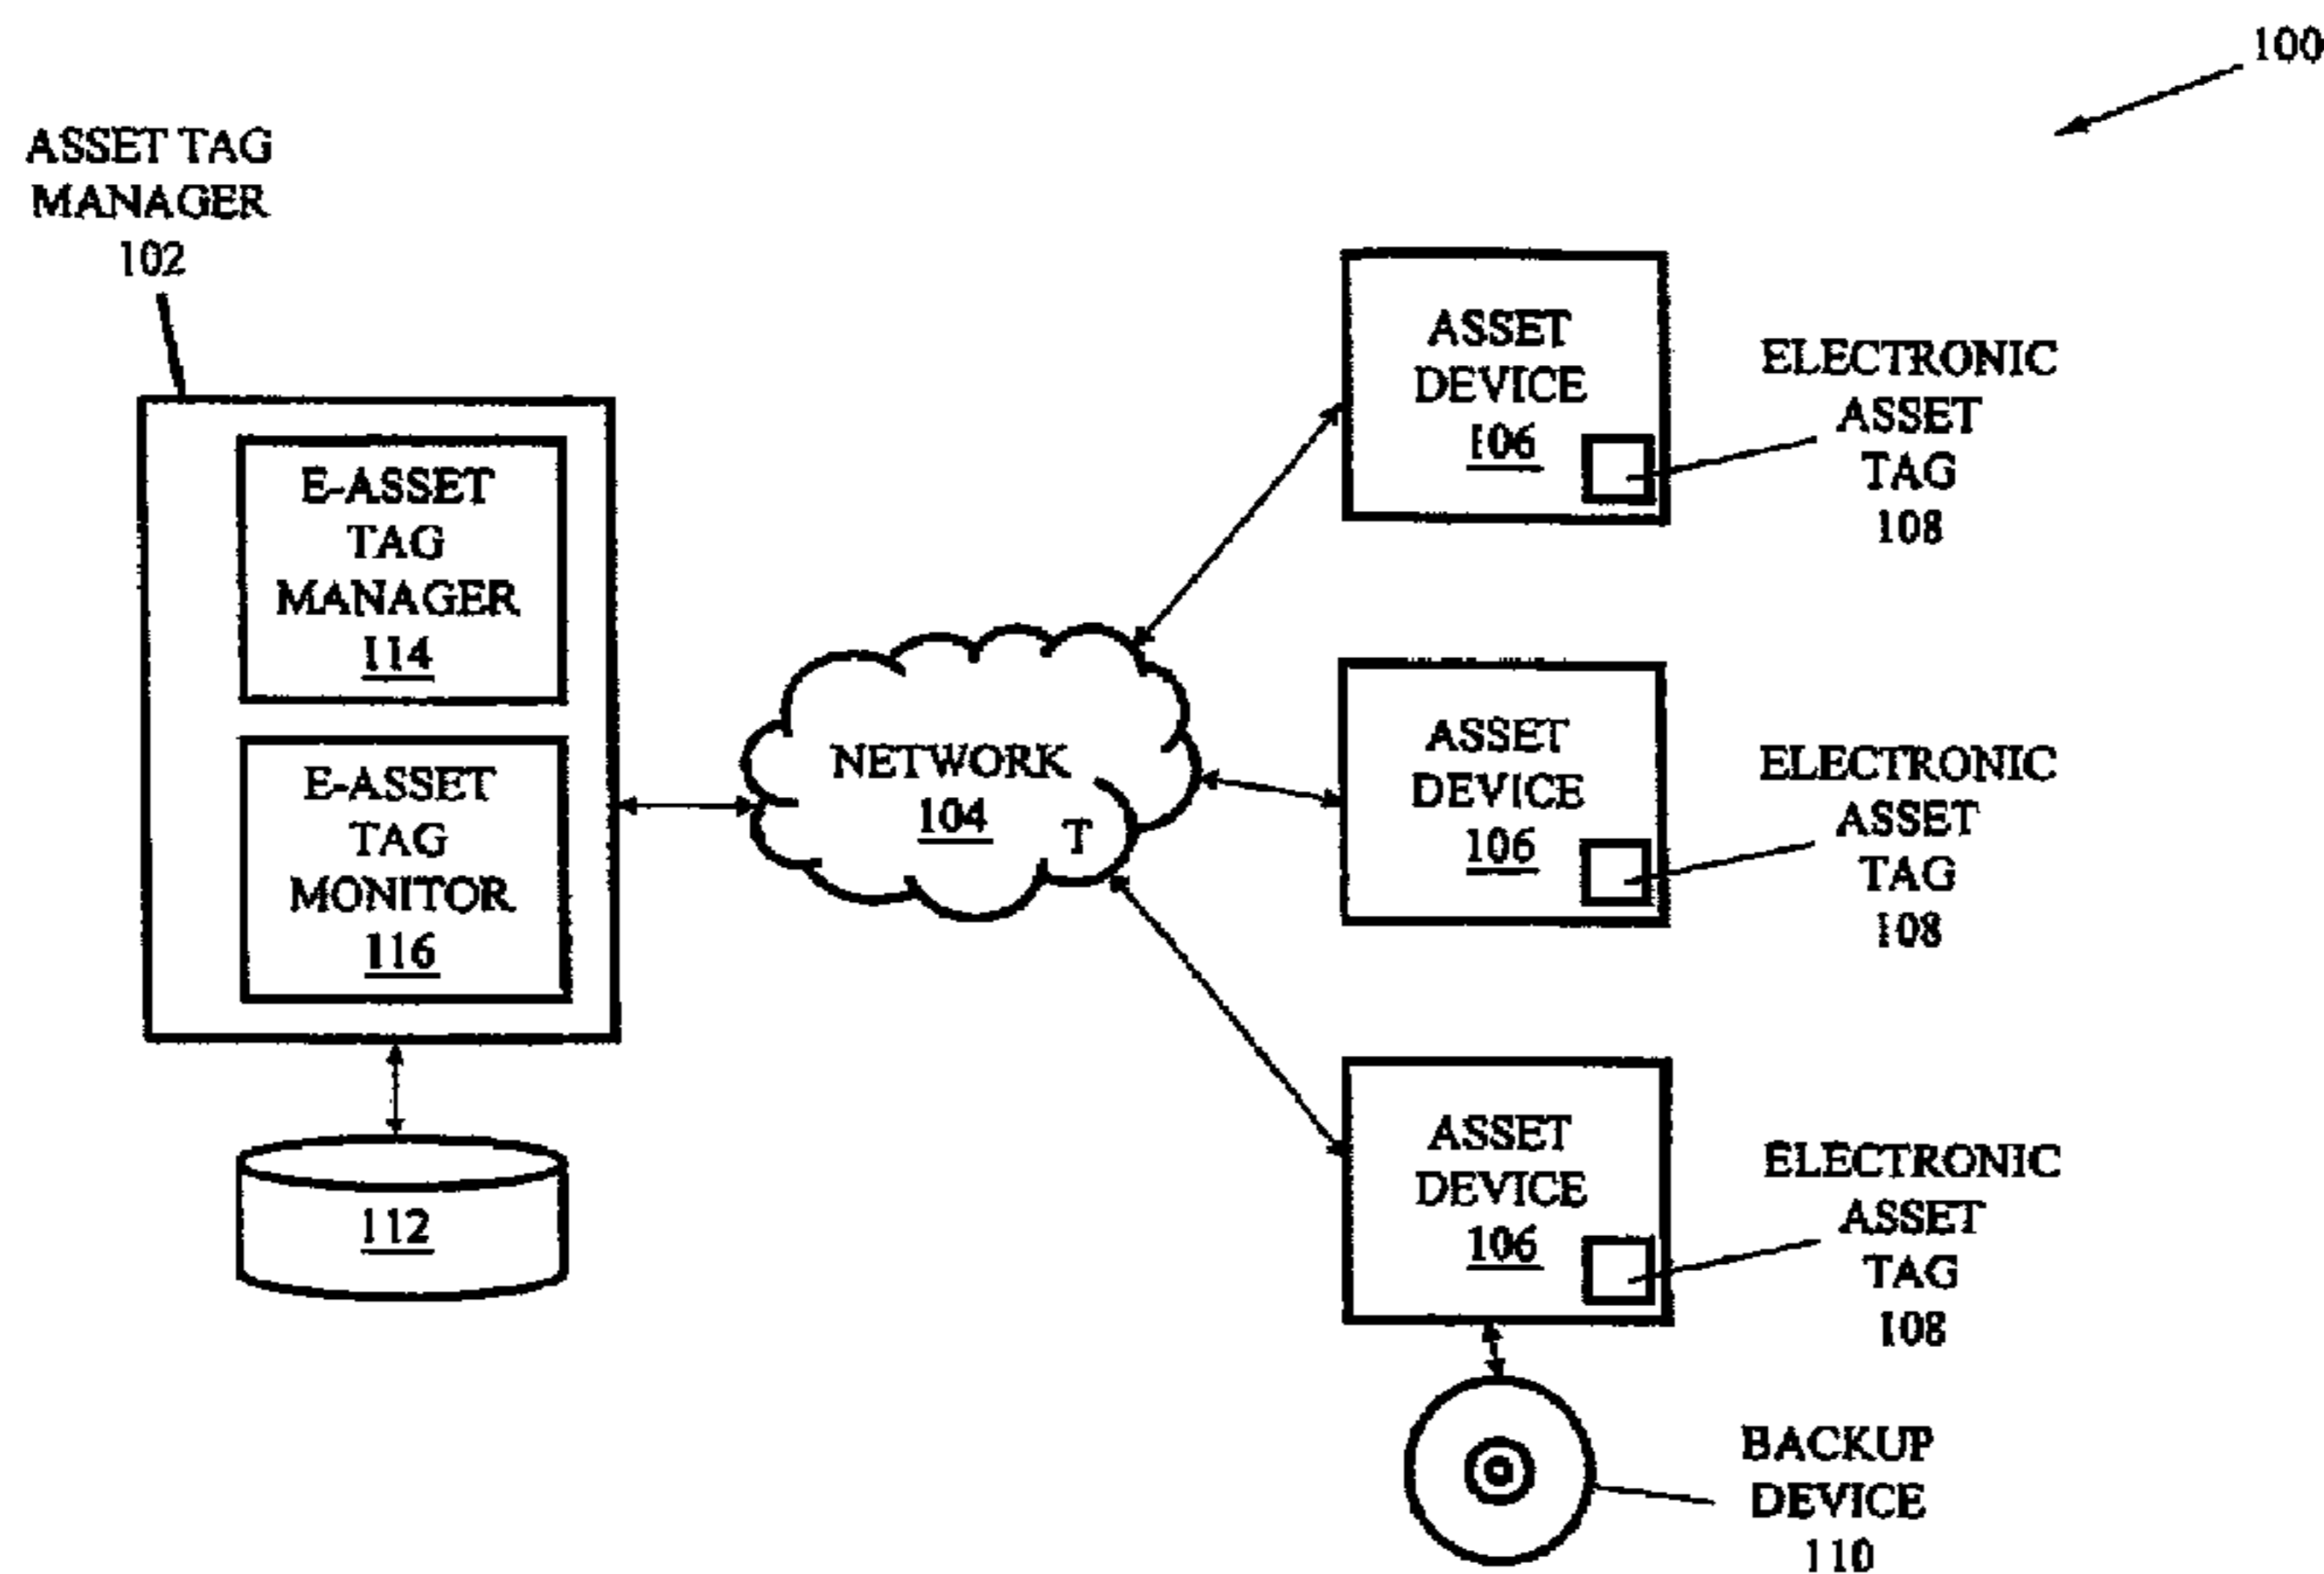 100
ASSET TAG
MANAGER
102
E-ASSET
TAG
MANAGER
114
E-ASSET
TAG
MONITOR
116
112
NETWORK
104
T
ASSET
DEVICE
106
ELECTRONIC
ASSET
TAG
108
ASSET
DEVICE
106
ELECTRONIC
ASSET
TAG
108
ASSET
DEVICE
106
ELECTRONIC
ASSET
TAG
108
BACKUP
DEVICE
110